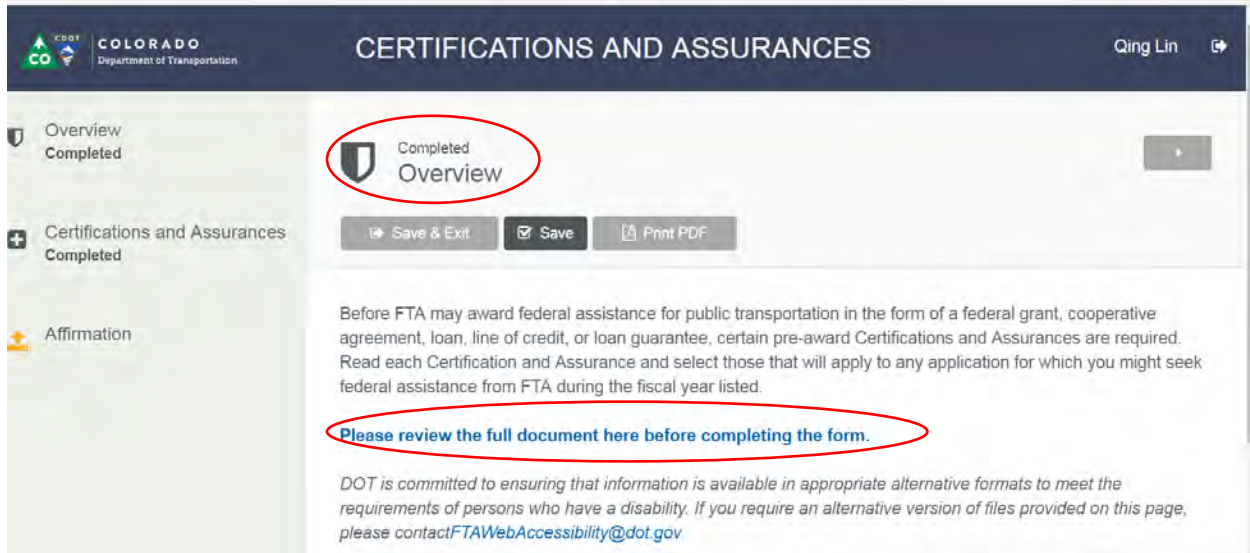 CDOT
CO
COLORADO
Department of Transportation
CERTIFICATIONS AND ASSURANCES
Qing Lin
Overview
Completed
Certifications and Assurances
Completed
Affirmation
Completed
Overview
Save & Exit
Save
Print PDF
Before FTA may award federal assistance for public transportation in the form of a federal grant, cooperative
agreement, loan, line of credit, or loan guarantee, certain pre-award Certifications and Assurances are required.
Read each Certification and Assurance and select those that will apply to any application for which you might seek
federal assistance from FTA during the fiscal year listed.
Please review the full document here before completing the form.
DOT is committed to ensuring that information is available in appropriate alternative formats to meet the
requirements of persons who have a disability. If you require an alternative version of files provided on this page,
please contactFTAWebAccessibility@dot.gov